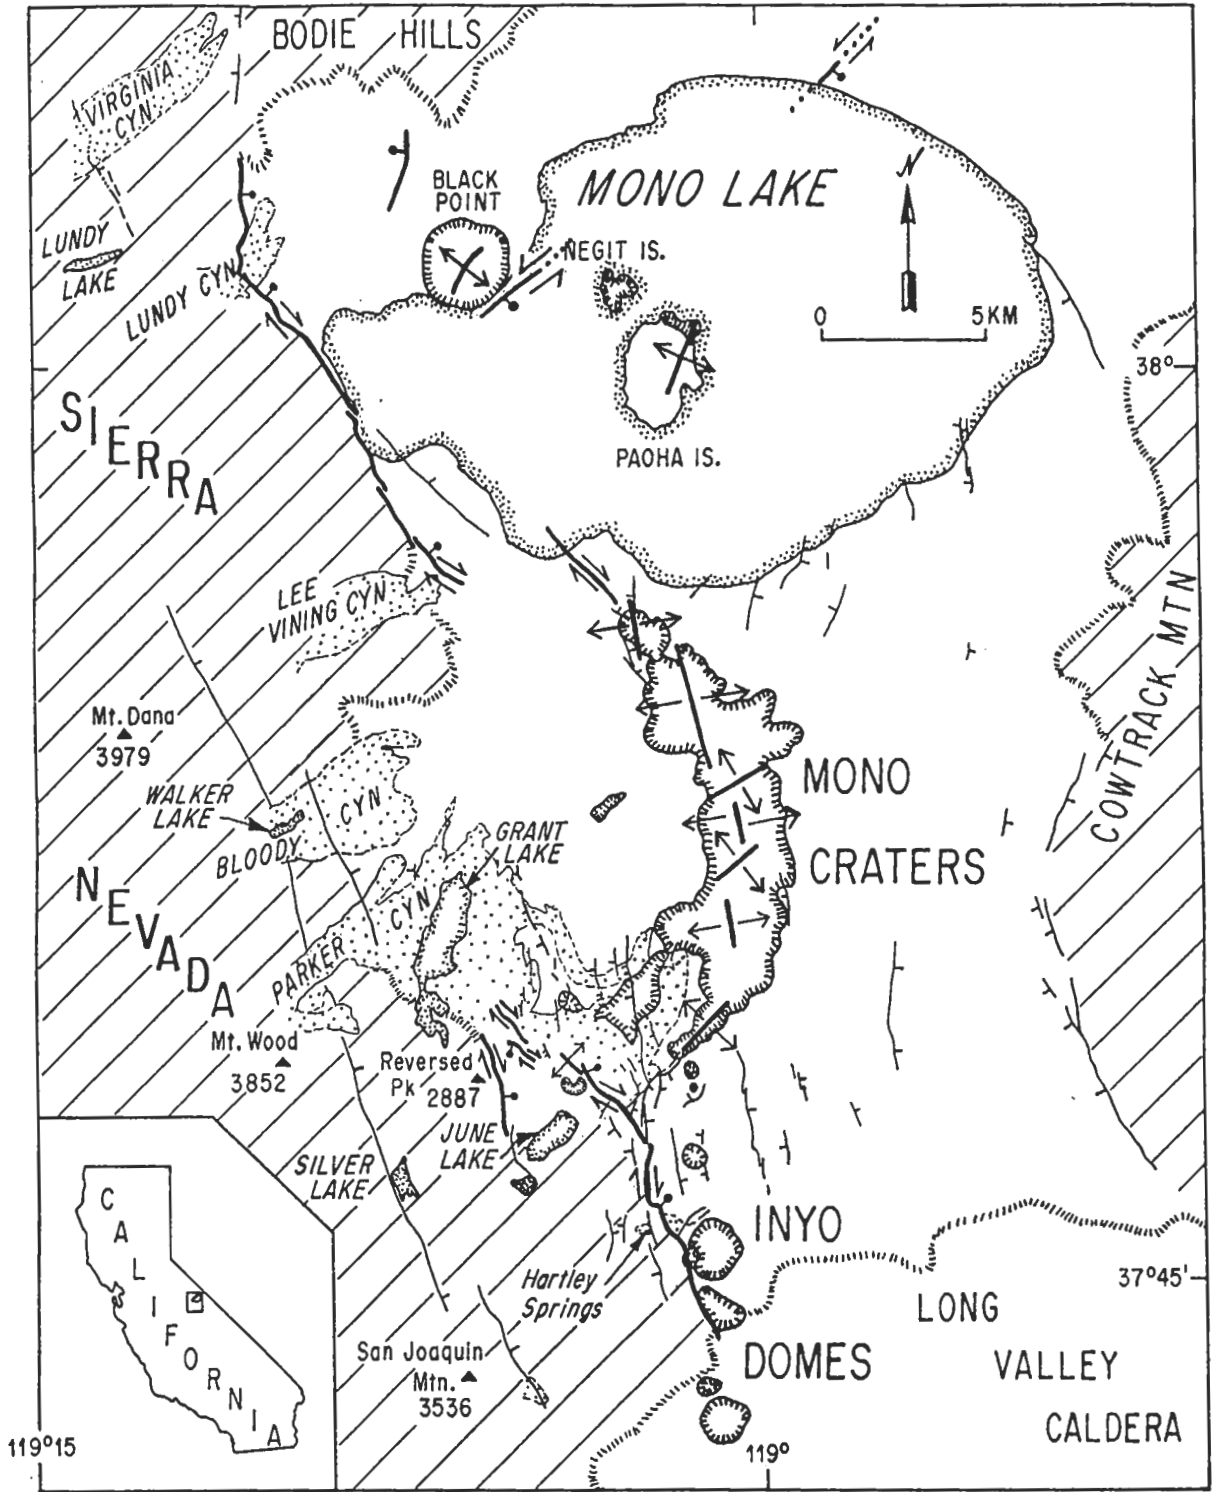 BODIE HILLS
VIRGINIA
CYN
BLACK
POINT
MONO LAKE
N
LUNDY
LAKE
NEGIT IS.
LUNDY CYN
0 5KM
38°
SIERRA
PAOHA IS.
LEE
VINING CYN
COWTRACK MTN
Mt. Dana
3979
MONO
WALKER
LAKE
CYN
BLOODY
GRANT
LAKE
CRATERS
NEVADA
CYN
PARKER
Mt. Wood
3852
Reversed
Pk 2887
JUNE
LAKE
SILVER
LAKE
INYO
Hartley
Springs
37°45'
LONG
San Joaquin
Mtn.
3536
DOMES
VALLEY
CALDERA
CALIFORNIA
119°15
119°